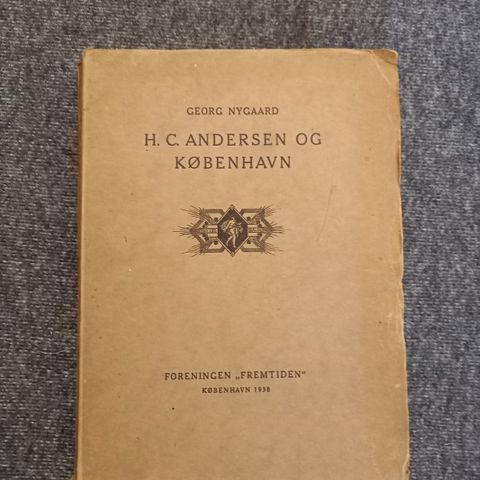 GEORG NYGAARD
H. C. ANDERSEN OG
KØBENHAVN
FORENINGEN „FREMTIDEN“
KØBENHAVN 1938